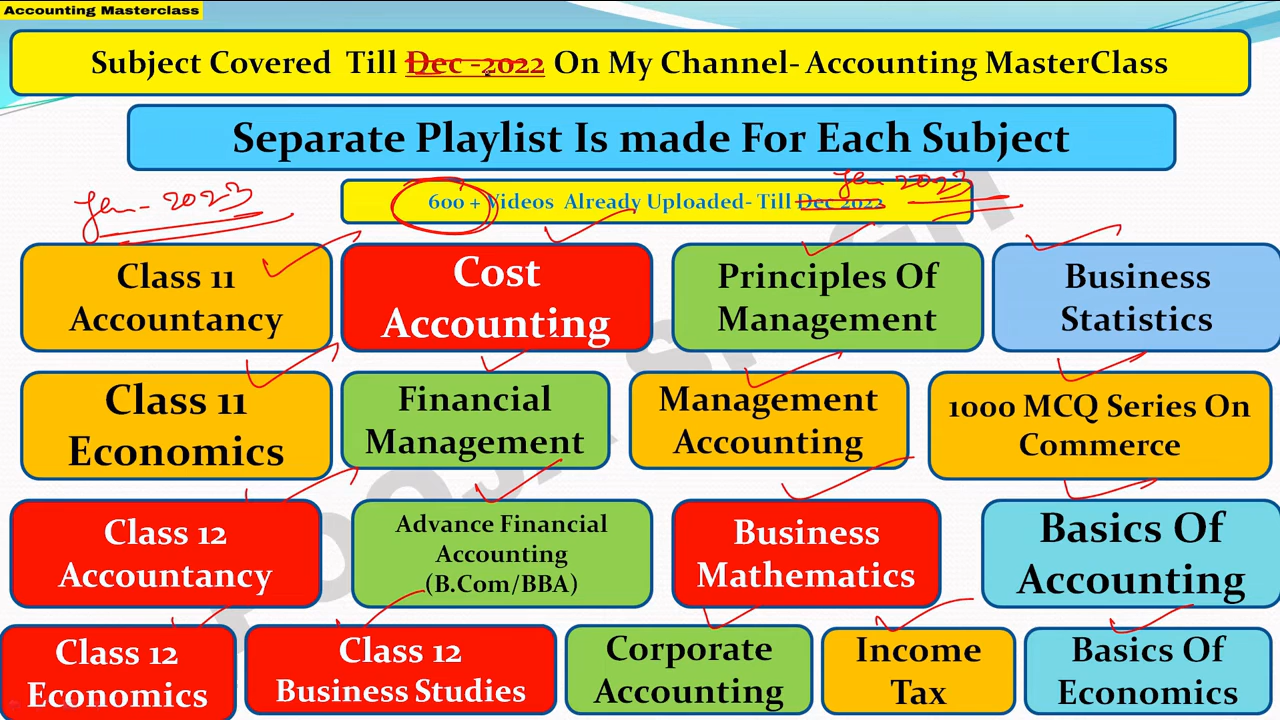 Accounting Masterclass
Subject Covered Till Dec -2022 On My Channel- Accounting MasterClass
Separate Playlist Is made For Each Subject
Jan - 2023
Jan 2023
600 + Videos Already Uploaded- Till Dec 2022
Class 11
Accountancy
Cost
Accounting
Principles Of
Management
Business
Statistics
Class 11
Economics
Financial
Management
Management
Accounting
1000 MCQ Series On
Commerce
Class 12
Accountancy
Advance Financial
Accounting
(B.Com/BBA)
Business
Mathematics
Basics Of
Accounting
Class 12
Economics
Class 12
Business Studies
Corporate
Accounting
Income
Tax
Basics Of
Economics